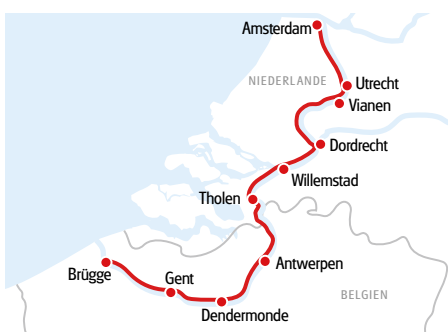 Amsterdam
NIEDERLANDE
Utrecht
Vianen
Dordrecht
Willemstad
Tholen
Antwerpen
Brügge
Gent
BELGIEN
Dendermonde